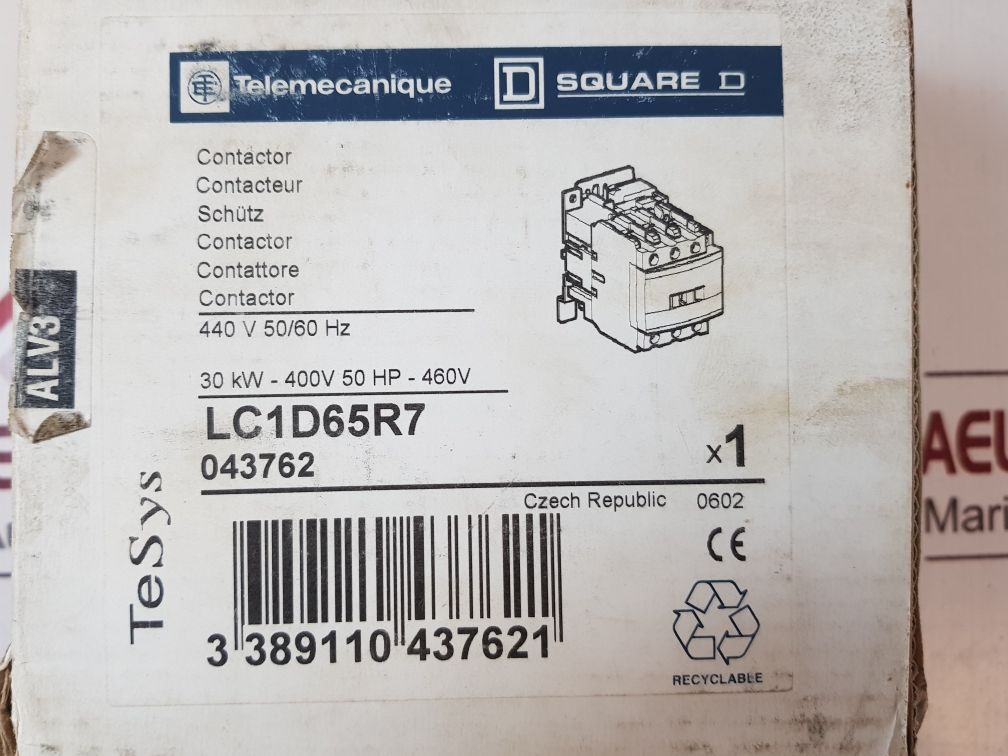 Telemecanique D SQUARE D
Contactor
Contacteur
Schütz
Contactor
Contattore
Contactor
440 V 50/60 Hz
30 kW - 400V 50 HP - 460V
LC1D65R7
043762
x1
Czech Republic 0602
CE
TeSys
3 389110 437621
RECYCLABLE
ALV3
AEU
Mari